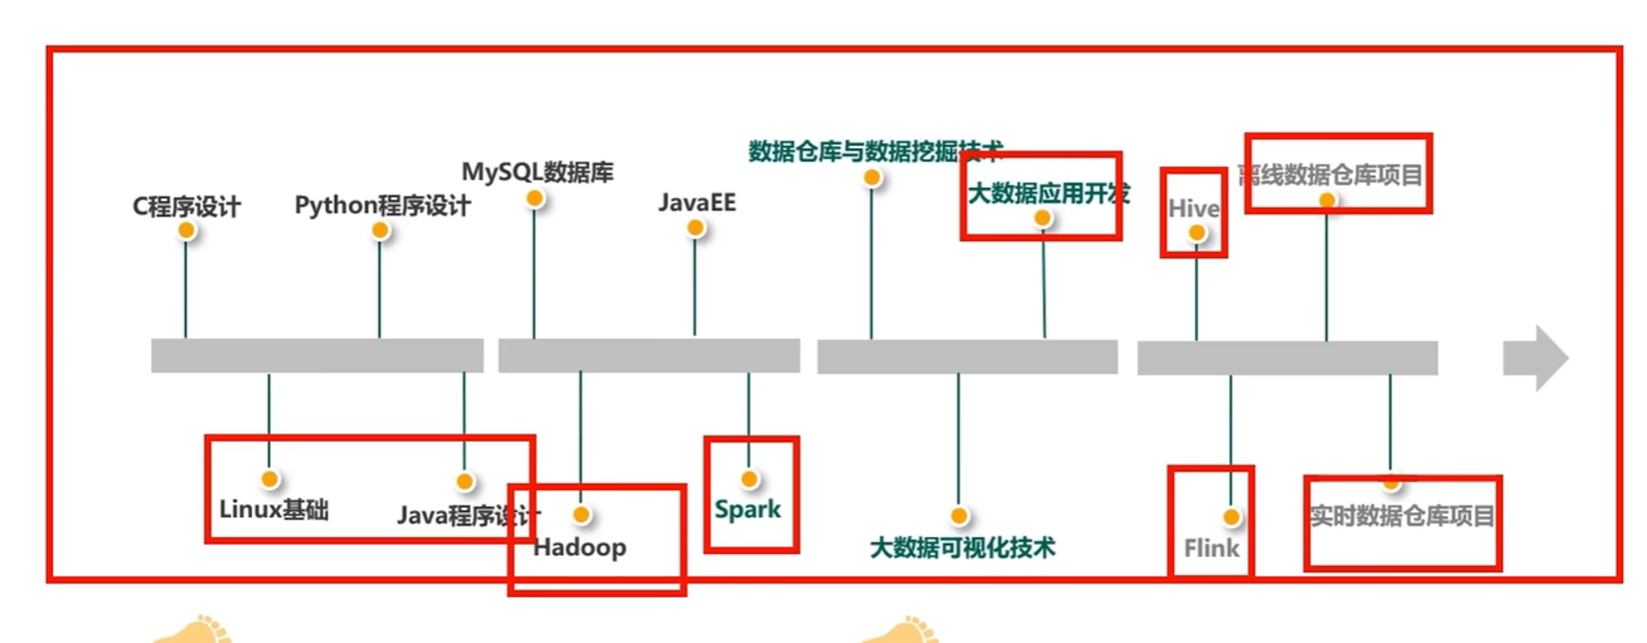 C程序设计
Python程序设计
MySQL数据库
JavaEE
数据仓库与数据挖掘技术
大数据应用开发
Hive
离线数据仓库项目
Linux基础
Java程序设计
Hadoop
Spark
大数据可视化技术
Flink
实时数据仓库项目